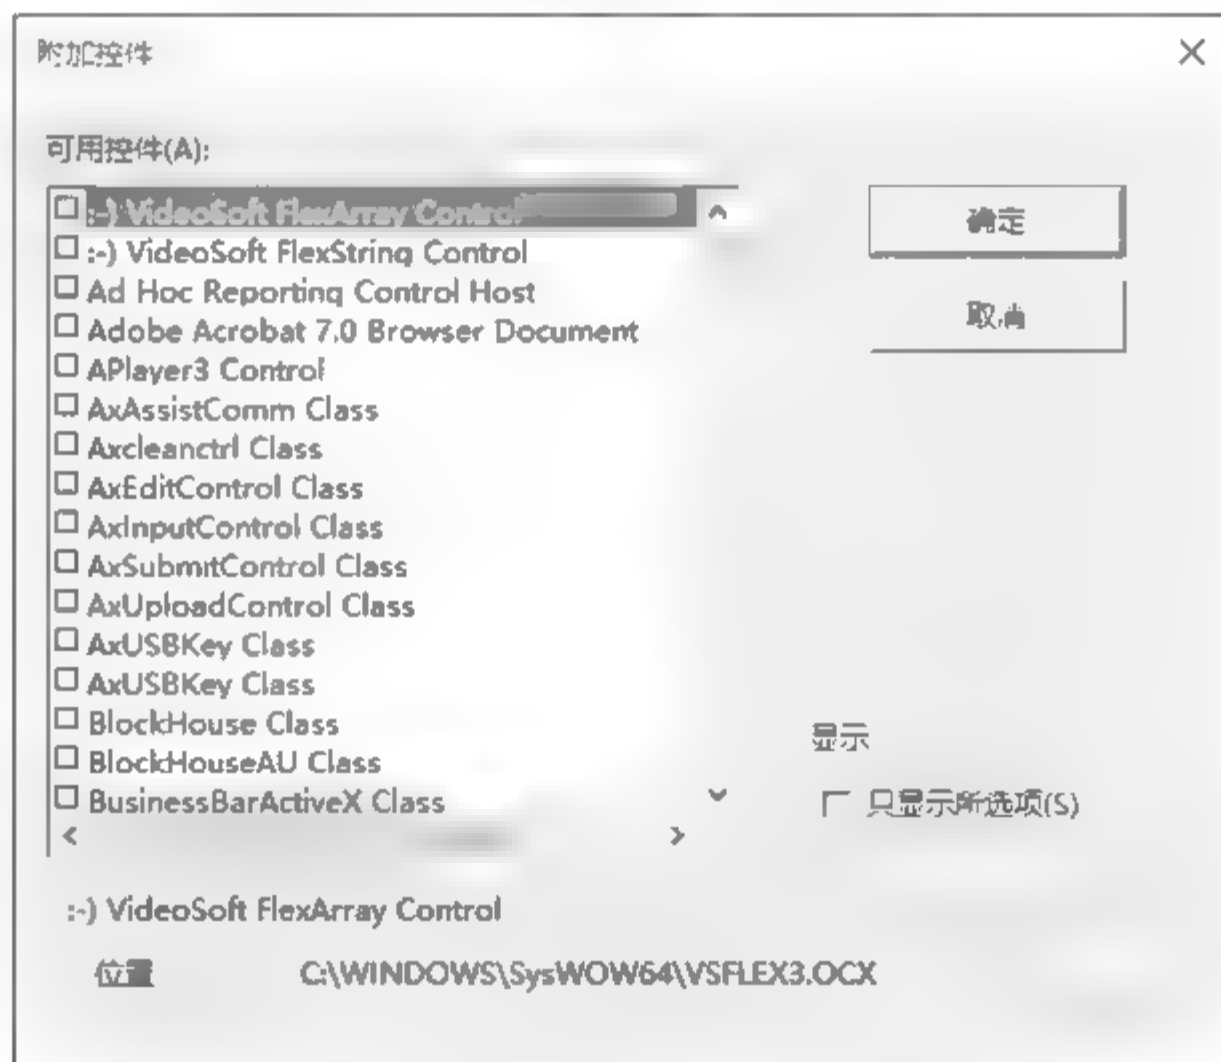 附加控件
可用控件(A):
:-) VideoSoft FlexArray Control
:-) VideoSoft FlexString Control
Ad Hoc Reporting Control Host
Adobe Acrobat 7.0 Browser Document
APlayer3 Control
AxAssistComm Class
Axcleanctrl Class
AxEditControl Class
AxInputControl Class
AxSubmitControl Class
AxUploadControl Class
AxUSBKey Class
AxUSBKey Class
BlockHouse Class
BlockHouseAU Class
BusinessBarActiveX Class
确定
取消
显示
只显示所选项(S)
:-) VideoSoft FlexArray Control
位置 C:\WINDOWS\SysWOW64\VSFLEX3.OCX